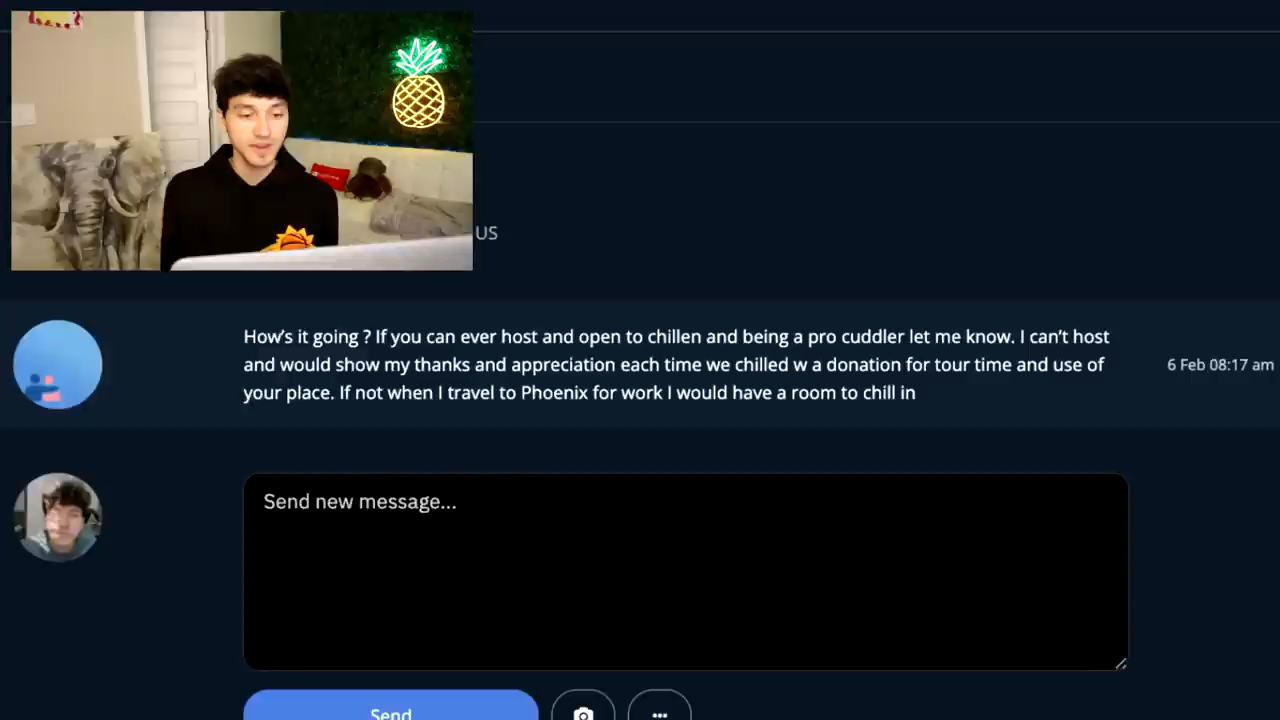 US
How's it going ? If you can ever host and open to chillen and being a pro cuddler let me know. I can't host
and would show my thanks and appreciation each time we chilled w a donation for tour time and use of
your place. If not when I travel to Phoenix for work I would have a room to chill in
6 Feb 08:17 am
Send new message...
Send